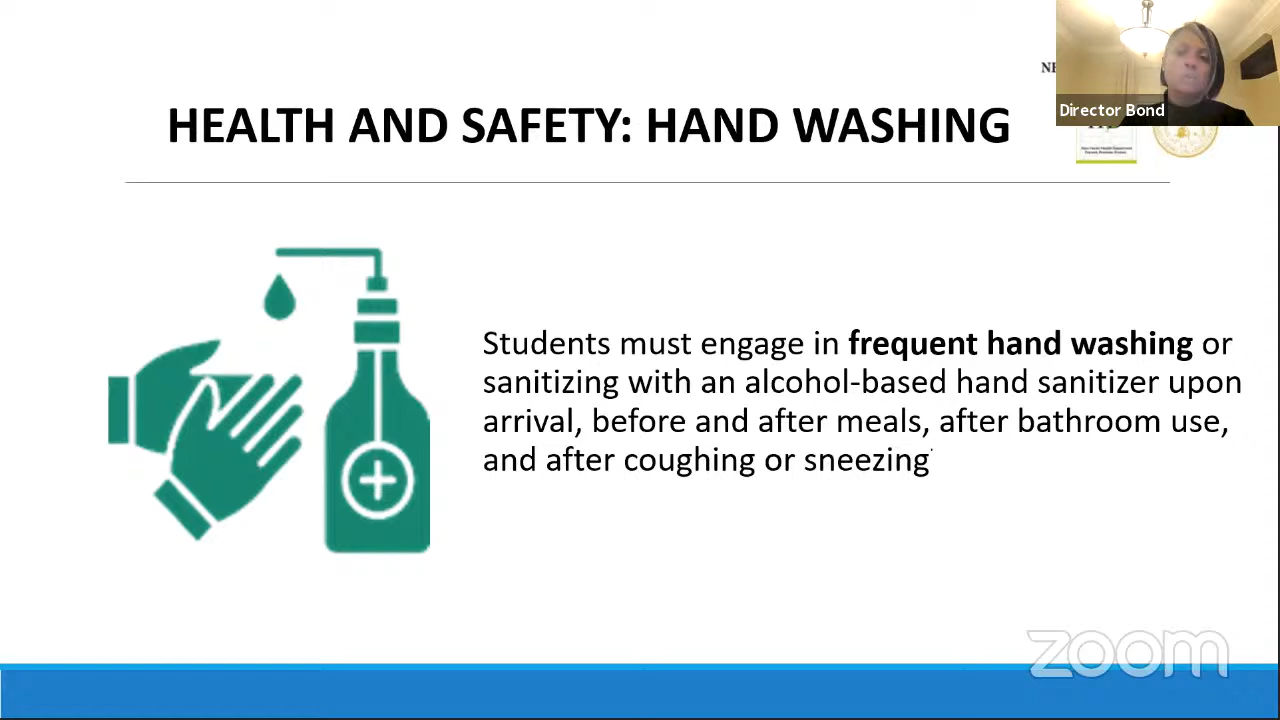 HEALTH AND SAFETY: HAND WASHING
Director Bond
Students must engage in frequent hand washing or
sanitizing with an alcohol-based hand sanitizer upon
arrival, before and after meals, after bathroom use,
and after coughing or sneezing
zoom